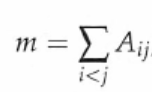 m = ∑_{i<j} A_{ij}.